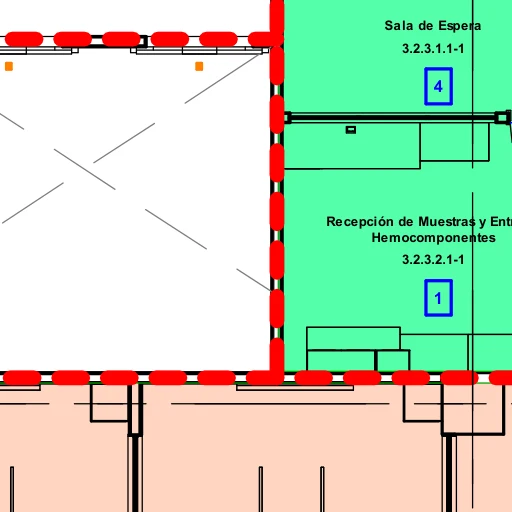 Sala de Espera
3.2.3.1.1-1
4
Recepción de Muestras y Entr
Hemocomponentes
3.2.3.2.1-1
1